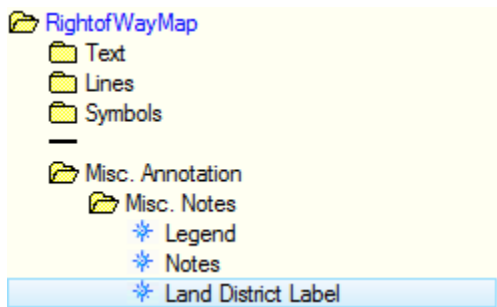 RightofWayMap
Text
Lines
Symbols
Misc. Annotation
Misc. Notes
Legend
Notes
Land District Label